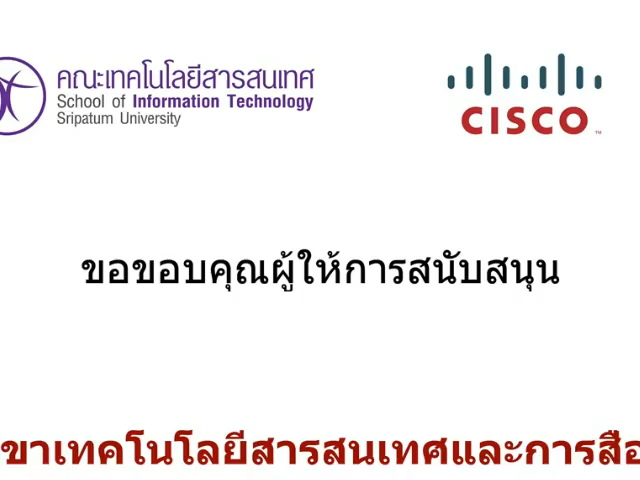 คณะเทคโนโลยีสารสนเทศ
School of Information Technology
Sripatum University
CISCO
TM
ขอขอบคุณผู้ให้การสนับสนุน
ขาเทคโนโลยีสารสนเทศและการสือ